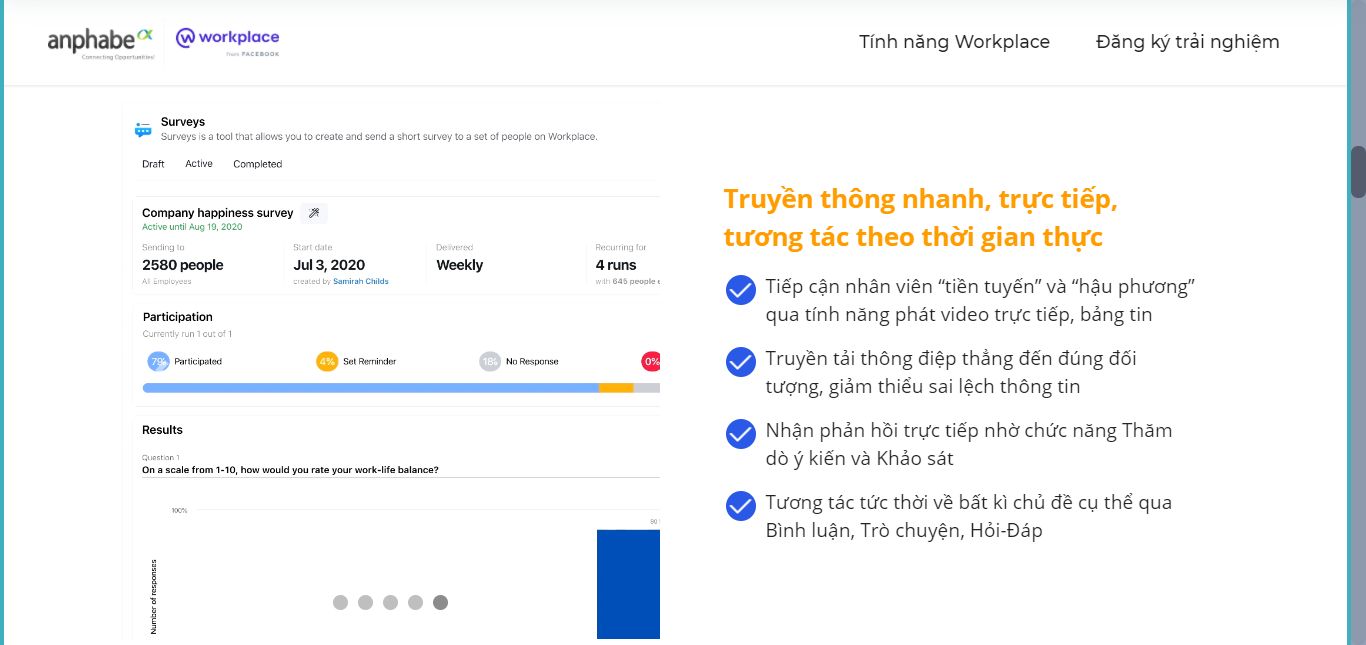 anphabe
Connecting Opportunities
workplace
from FACEBOOK
Tính năng Workplace
Đăng ký trải nghiệm
Surveys
Surveys is a tool that allows you to create and send a short survey to a set of people on Workplace.
Draft Active Completed
Company happiness survey
Active until Aug 19, 2020
Sending to Start date Delivered Recurring for
2580 people Jul 3, 2020 Weekly 4 runs
All Employees created by Samirah Childs with 645 people
Participation
Currently run 1 out of 1
79% Participated 4% Set Reminder 18% No Response 0%
Results
Question 1
On a scale from 1-10, how would you rate your work-life balance?
100%
Number of responses
Truyền thông nhanh, trực tiếp,
tương tác theo thời gian thực
Tiếp cận nhân viên “tiền tuyến” và “hậu phương”
qua tính năng phát video trực tiếp, bảng tin
Truyền tải thông điệp thẳng đến đúng đối
tượng, giảm thiểu sai lệch thông tin
Nhận phản hồi trực tiếp nhờ chức năng Thăm
dò ý kiến và Khảo sát
Tương tác tức thời về bất kì chủ đề cụ thể qua
Bình luận, Trò chuyện, Hỏi-Đáp